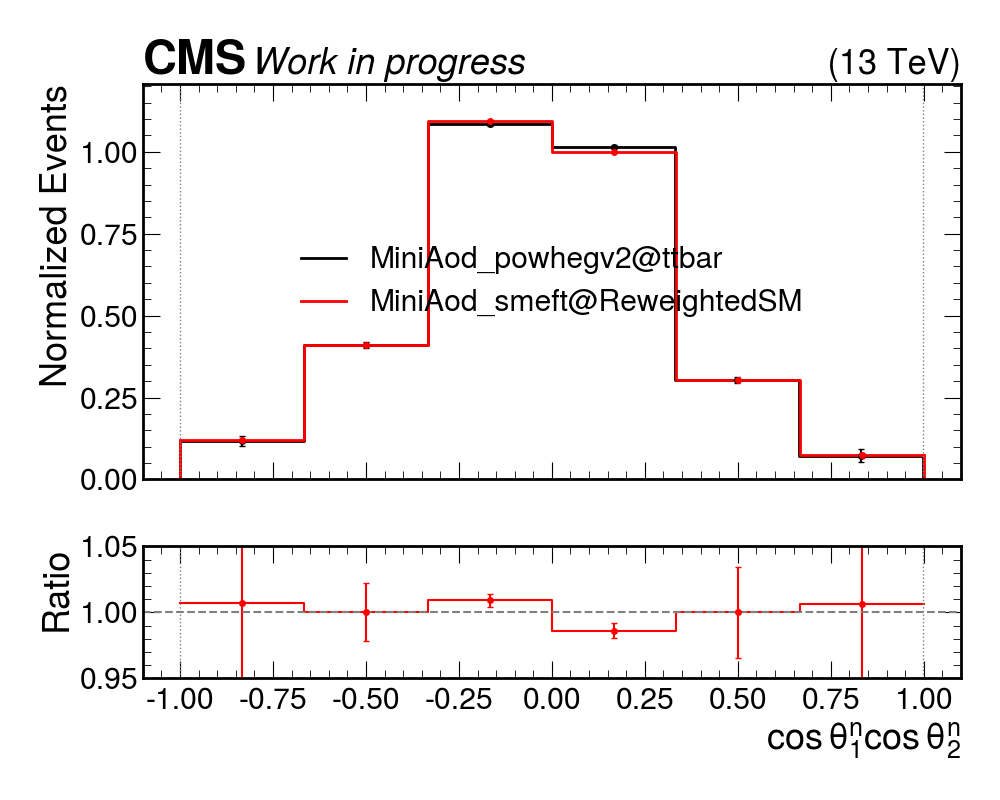 CMS Work in progress (13 TeV)
Normalized Events
1.00
0.75
0.50
0.25
0.00
MiniAod_powhegv2@ttbar
MiniAod_smeft@ReweightedSM
Ratio
1.05
1.00
0.95
-1.00 -0.75 -0.50 -0.25 0.00 0.25 0.50 0.75 1.00
cos θ₁ⁿcos θ₂ⁿ